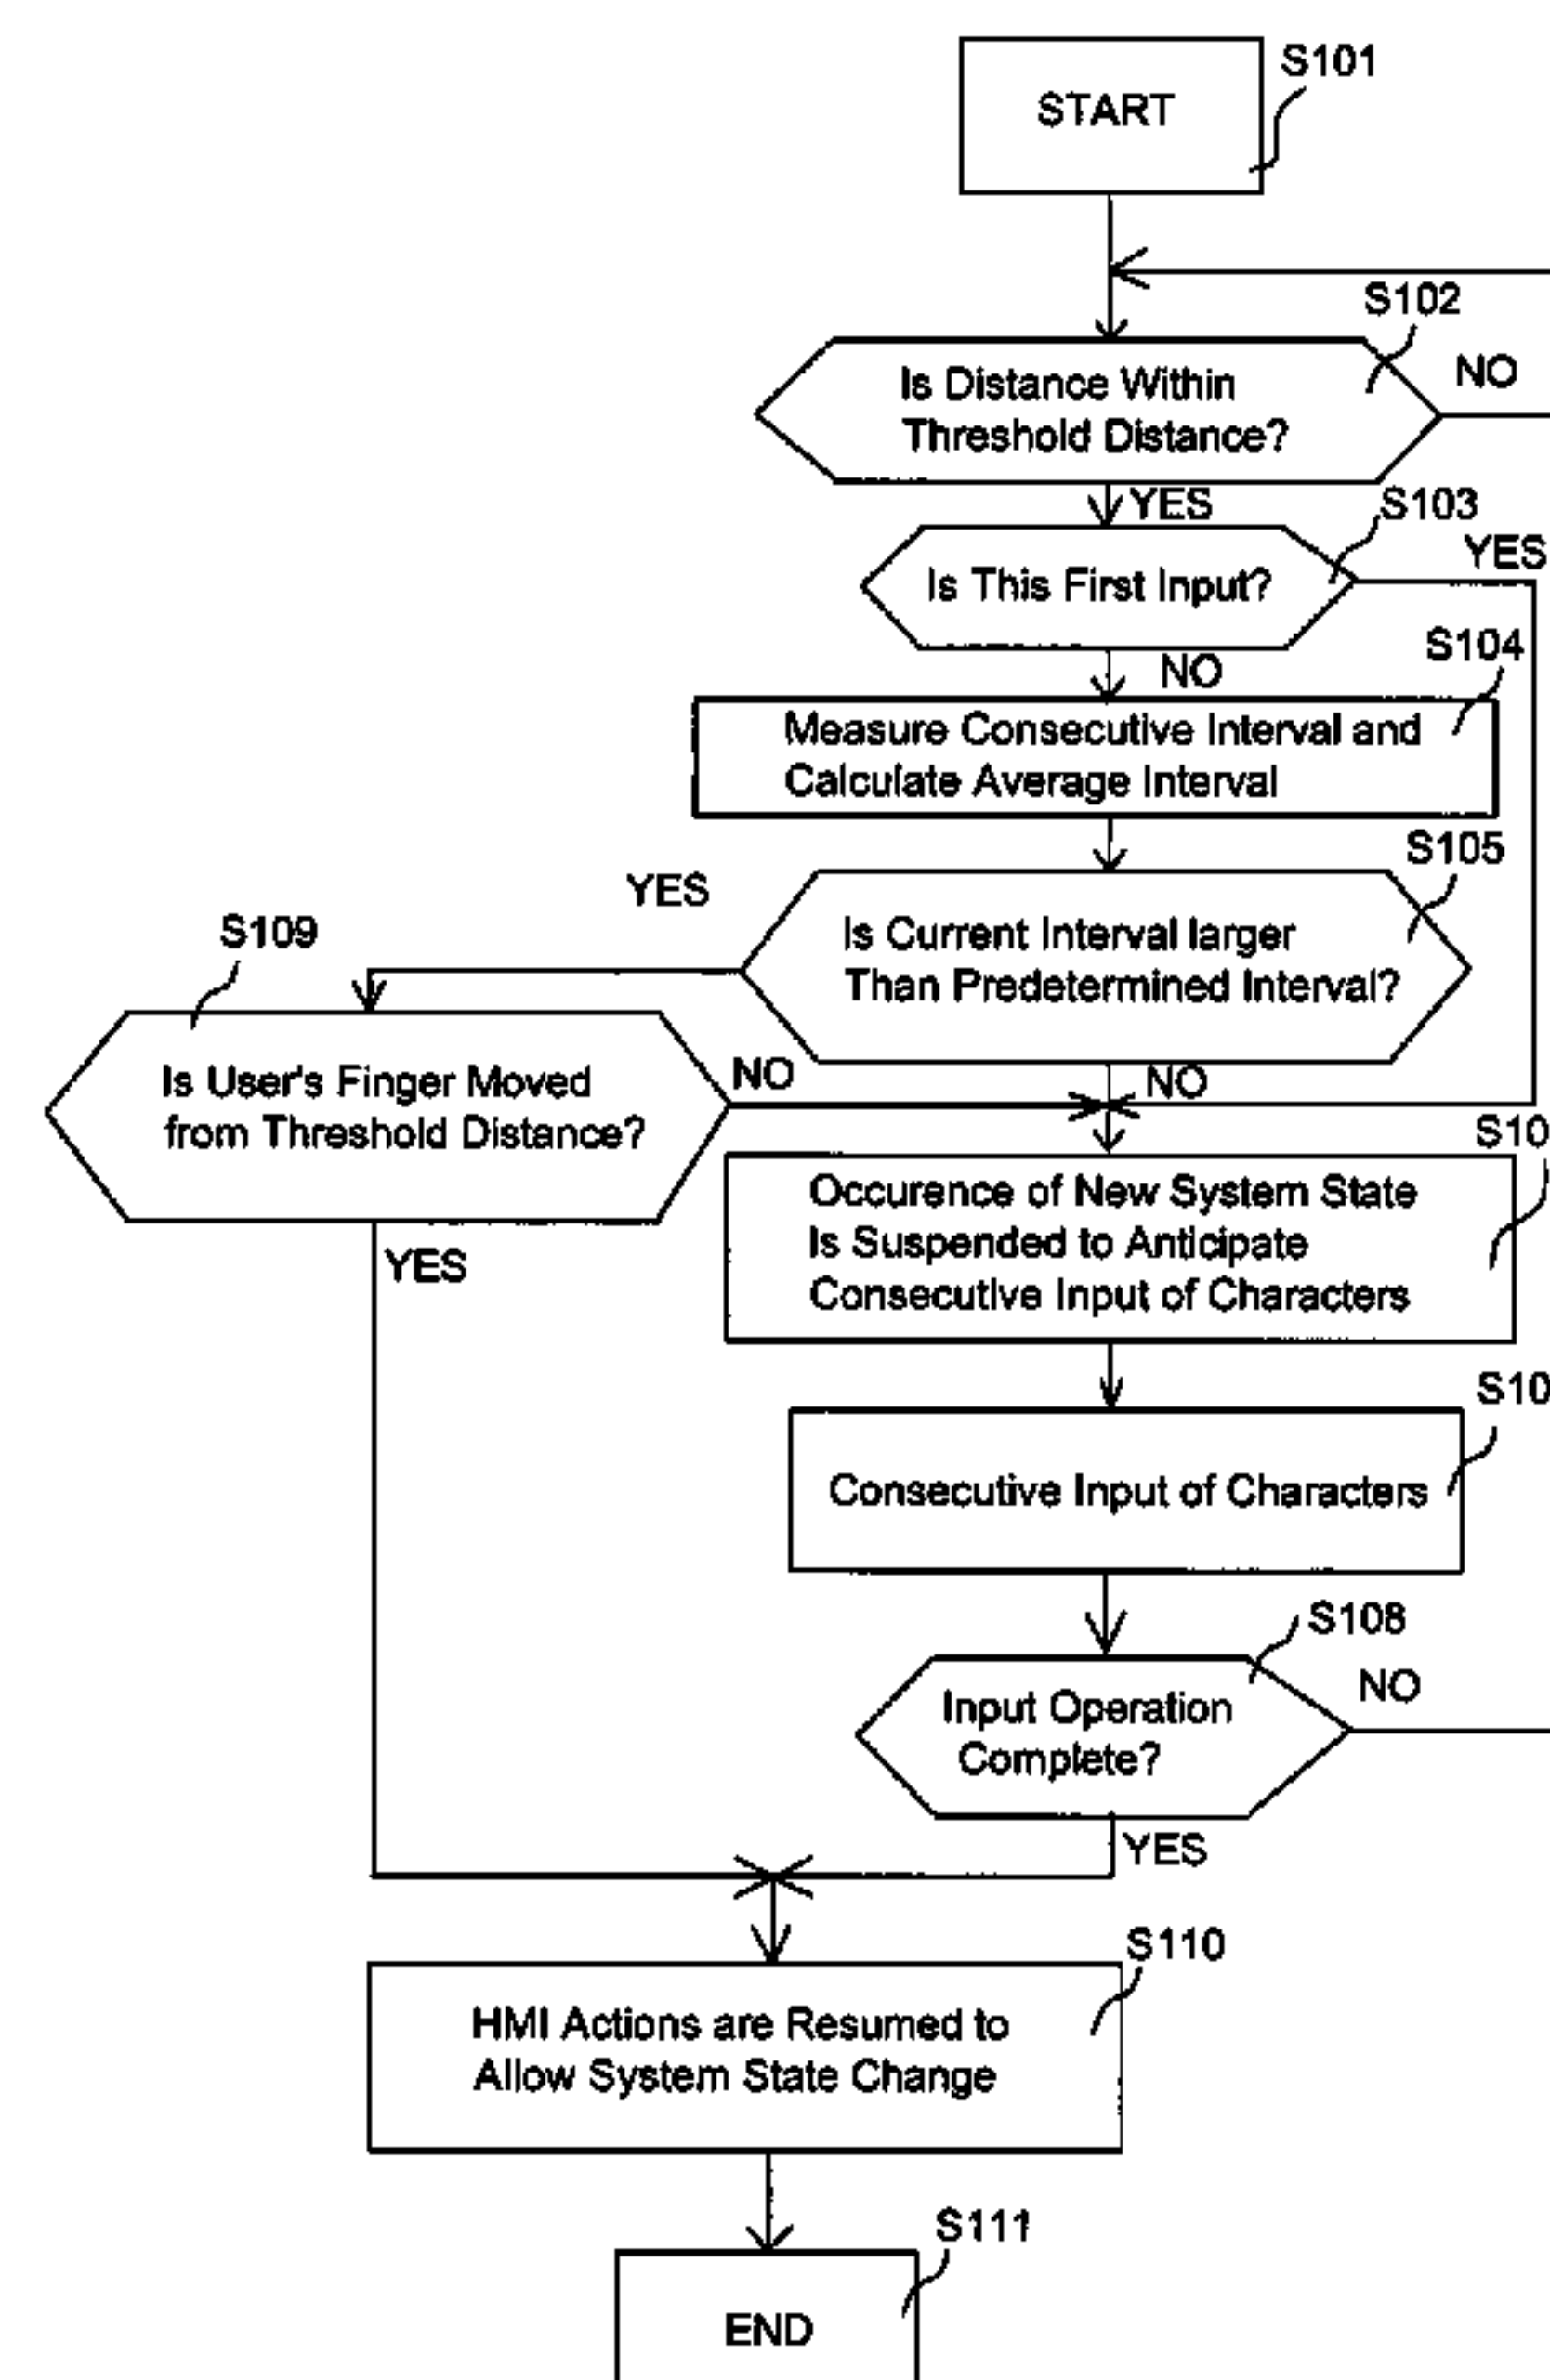 START
S101
S102
Is Distance Within
Threshold Distance?
NO
YES
S103
Is This First Input?
YES
NO
S104
Measure Consecutive Interval and
Calculate Average Interval
S105
Is Current Interval larger
Than Predetermined Interval?
YES
NO
S109
Is User's Finger Moved
from Threshold Distance?
NO
YES
S10
Occurence of New System State
Is Suspended to Anticipate
Consecutive Input of Characters
S10
Consecutive Input of Characters
S108
Input Operation
Complete?
NO
YES
S110
HMI Actions are Resumed to
Allow System State Change
S111
END